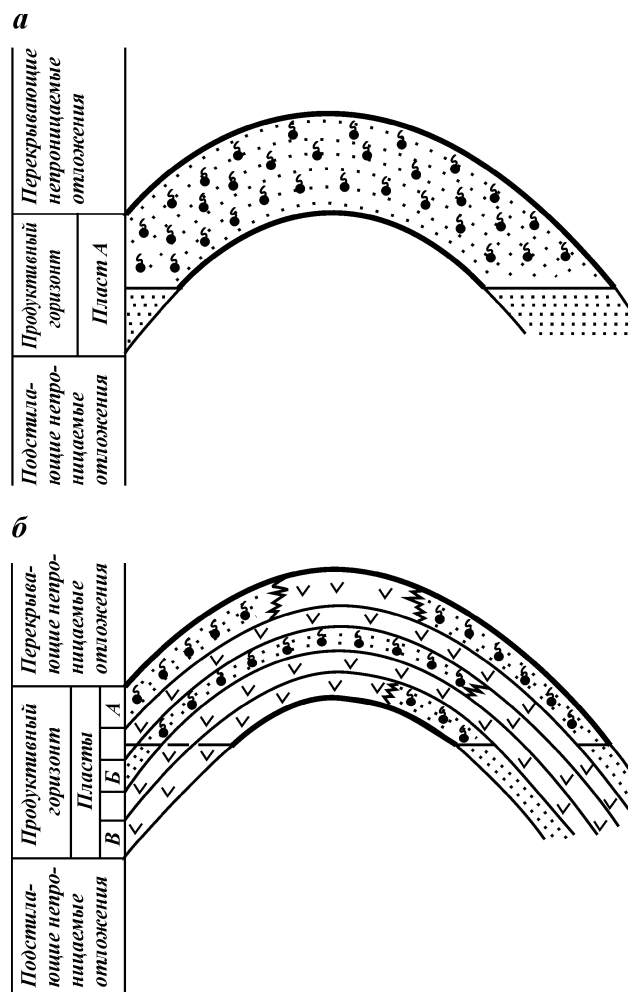 а
Перекрывающие
непроницаемые
отложения
Продуктивный
горизонт
Пласт А
Подстила-
ющие непро-
ницаемые
отложения
б
Перекрыва-
ющие непро-
ницаемые
отложения
Продуктивный
горизонт
Пласты
А
Б
В
Подстила-
ющие непро-
ницаемые
отложения